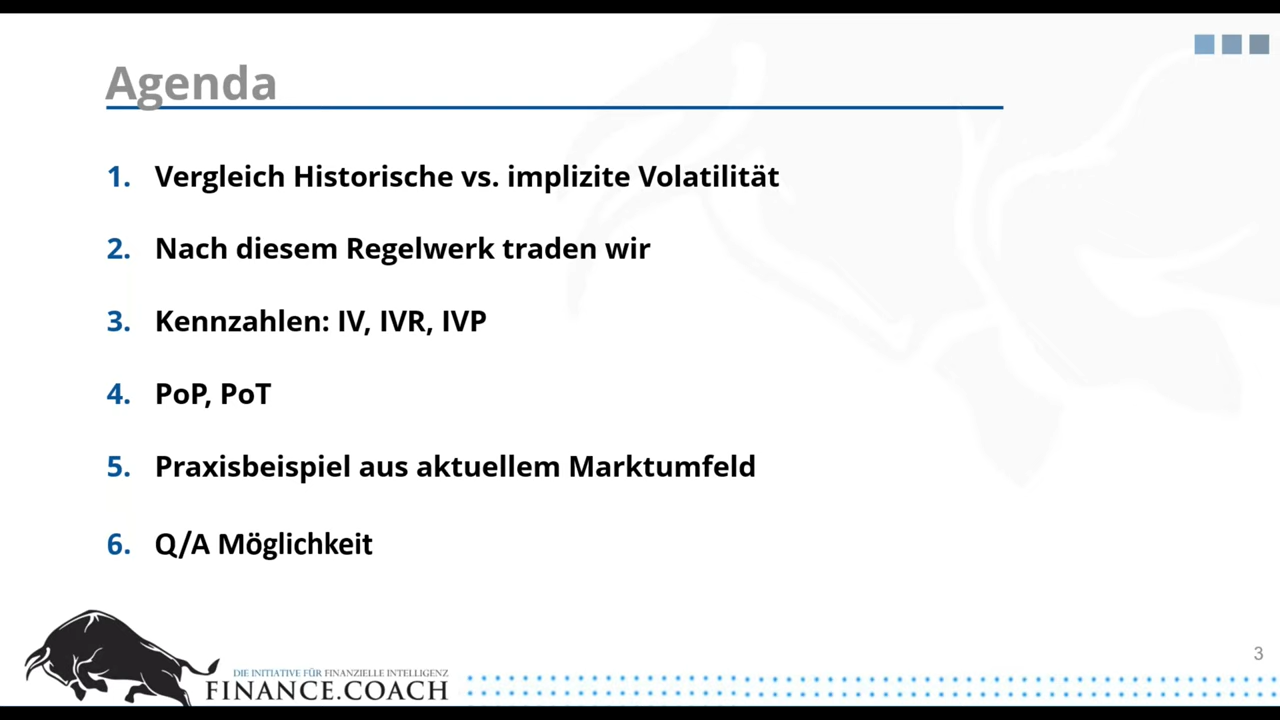 Agenda
1. Vergleich Historische vs. implizite Volatilität
2. Nach diesem Regelwerk traden wir
3. Kennzahlen: IV, IVR, IVP
4. PoP, PoT
5. Praxisbeispiel aus aktuellem Marktumfeld
6. Q/A Möglichkeit
3
DIE INITIATIVE FÜR FINANZIELLE INTELLIGENZ
FINANCE.COACH